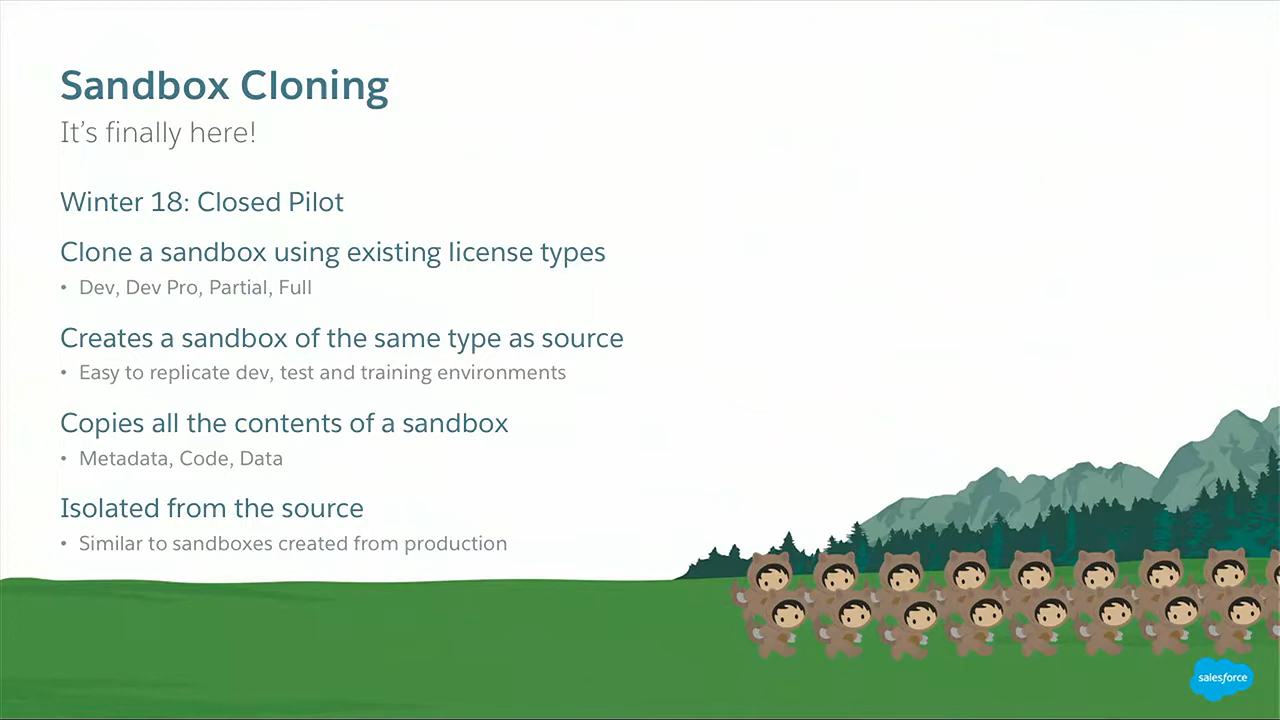 Sandbox Cloning
It’s finally here!
Winter 18: Closed Pilot
Clone a sandbox using existing license types
• Dev, Dev Pro, Partial, Full
Creates a sandbox of the same type as source
• Easy to replicate dev, test and training environments
Copies all the contents of a sandbox
• Metadata, Code, Data
Isolated from the source
• Similar to sandboxes created from production
salesforce